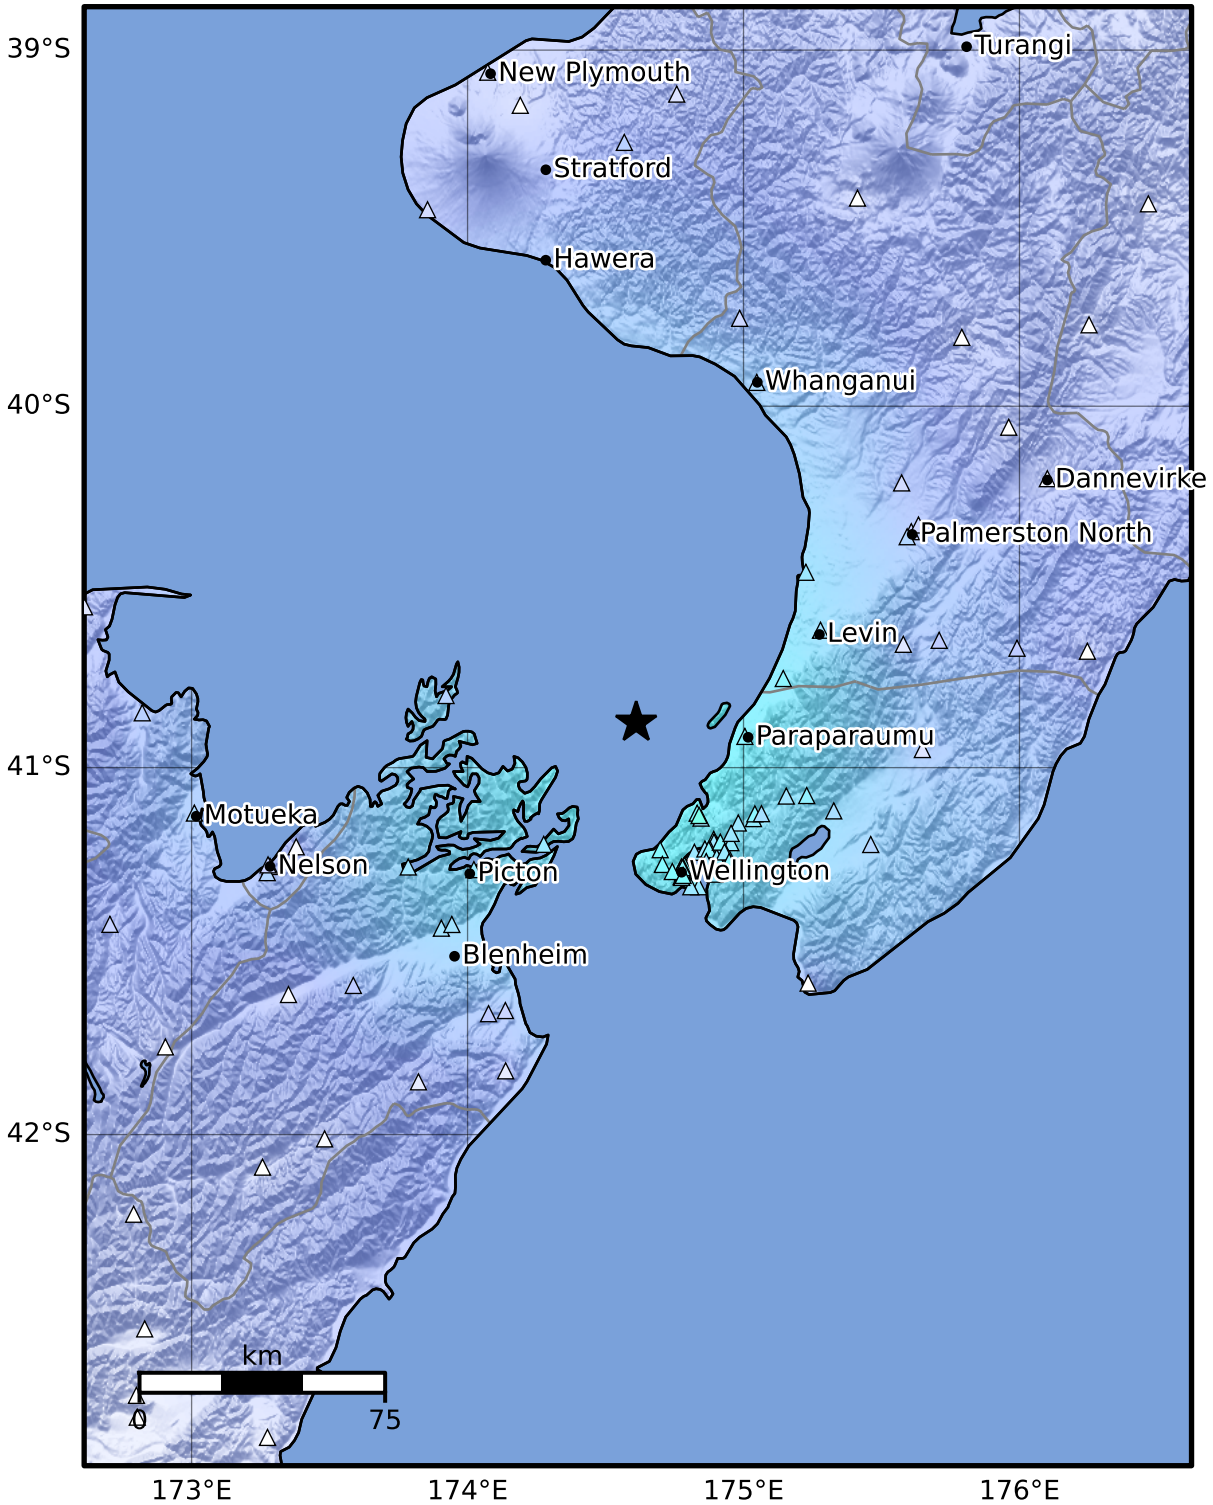 39°S
Turangi
New Plymouth
Stratford
Hawera
Whanganui
40°S
Dannevirke
Palmerston North
Levin
Paraparaumu
41°S
Motueka
Nelson
Picton
Wellington
Blenheim
42°S
km
0
75
173°E
174°E
175°E
176°E